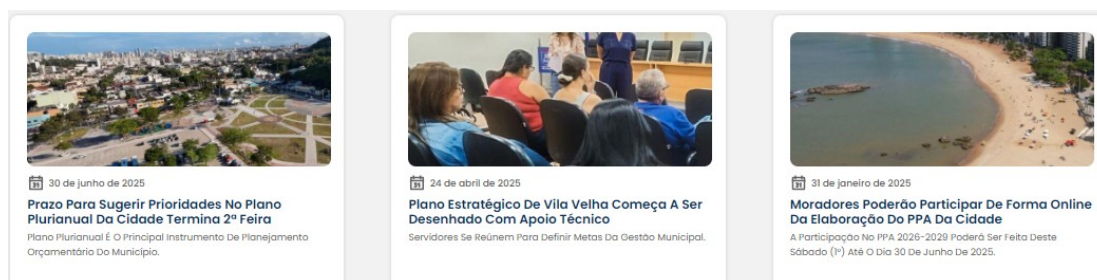 30 de junho de 2025
Prazo Para Sugerir Prioridades No Plano
Plurianual Da Cidade Termina 2ª Feira
Plano Plurianual É O Principal Instrumento De Planejamento
Orçamentário Do Município.
24 de abril de 2025
Plano Estratégico De Vila Velha Começa A Ser
Desenhado Com Apoio Técnico
Servidores Se Reúnem Para Definir Metas Da Gestão Municipal.
31 de janeiro de 2025
Moradores Poderão Participar De Forma Online
Da Elaboração Do PPA Da Cidade
A Participação No PPA 2026-2029 Poderá Ser Feita Deste
Sábado (1º) Até O Dia 30 De Junho De 2025.